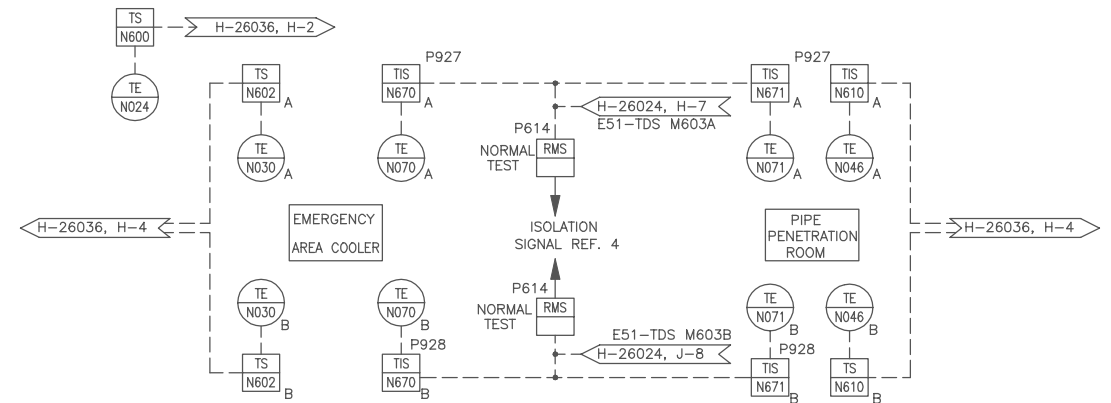 TS
N600
H-26036, H-2
TE
N024
TS
N602
A
TE
N030
A
P927
TIS
N670
A
TE
N070
A
H-26024, H-7
E51-TDS M603A
P614
NORMAL
TEST
RMS
P927
TIS
N671
A
TE
N071
A
TIS
N610
A
TE
N046
A
H-26036, H-4
EMERGENCY
AREA COOLER
ISOLATION
SIGNAL REF. 4
PIPE
PENETRATION
ROOM
H-26036, H-4
TE
N030
B
TS
N602
B
TE
N070
B
P928
TIS
N670
B
P614
NORMAL
TEST
RMS
E51-TDS M603B
H-26024, J-8
TE
N071
B
P928
TIS
N671
B
TE
N046
B
TS
N610
B